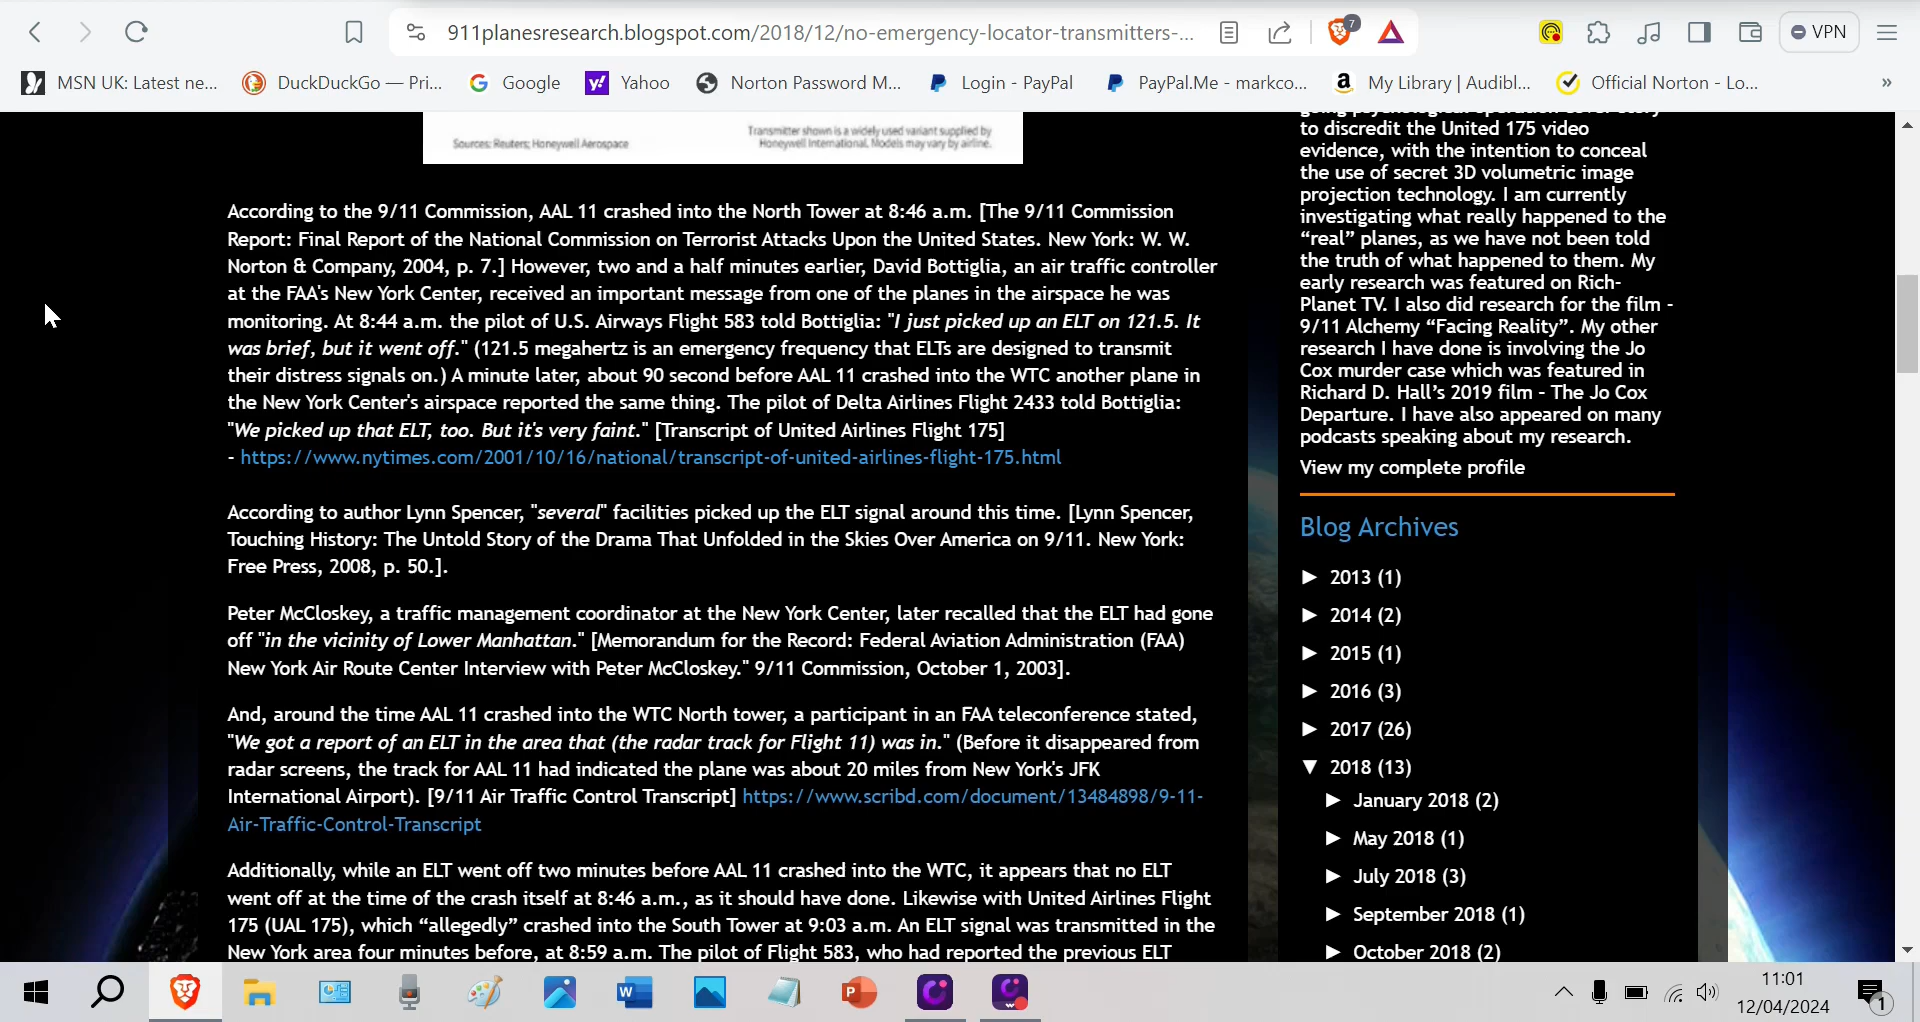 911planesresearch.blogspot.com/2018/12/no-emergency-locator-transmitters-...
7
VPN
MSN UK: Latest ne...
DuckDuckGo — Pri...
Google
Yahoo
Norton Password M...
Login - PayPal
PayPal.Me - markco...
My Library | Audibl...
Official Norton - Lo...
»
Sources: Reuters; Honeywell Aerospace
Transmitter shown is a widely used variant supplied by
Honeywell International. Models may vary by airline.
According to the 9/11 Commission, AAL 11 crashed into the North Tower at 8:46 a.m. [The 9/11 Commission
Report: Final Report of the National Commission on Terrorist Attacks Upon the United States. New York: W. W.
Norton & Company, 2004, p. 7.] However, two and a half minutes earlier, David Bottiglia, an air traffic controller
at the FAA's New York Center, received an important message from one of the planes in the airspace he was
monitoring. At 8:44 a.m. the pilot of U.S. Airways Flight 583 told Bottiglia: "I just picked up an ELT on 121.5. It
was brief, but it went off." (121.5 megahertz is an emergency frequency that ELTs are designed to transmit
their distress signals on.) A minute later, about 90 second before AAL 11 crashed into the WTC another plane in
the New York Center's airspace reported the same thing. The pilot of Delta Airlines Flight 2433 told Bottiglia:
"We picked up that ELT, too. But it's very faint." [Transcript of United Airlines Flight 175]
- https://www.nytimes.com/2001/10/16/national/transcript-of-united-airlines-flight-175.html
According to author Lynn Spencer, "several" facilities picked up the ELT signal around this time. [Lynn Spencer,
Touching History: The Untold Story of the Drama That Unfolded in the Skies Over America on 9/11. New York:
Free Press, 2008, p. 50.].
Peter McCloskey, a traffic management coordinator at the New York Center, later recalled that the ELT had gone
off "in the vicinity of Lower Manhattan." [Memorandum for the Record: Federal Aviation Administration (FAA)
New York Air Route Center Interview with Peter McCloskey." 9/11 Commission, October 1, 2003].
And, around the time AAL 11 crashed into the WTC North tower, a participant in an FAA teleconference stated,
"We got a report of an ELT in the area that (the radar track for Flight 11) was in." (Before it disappeared from
radar screens, the track for AAL 11 had indicated the plane was about 20 miles from New York's JFK
International Airport). [9/11 Air Traffic Control Transcript] https://www.scribd.com/document/13484898/9-11-
Air-Traffic-Control-Transcript
Additionally, while an ELT went off two minutes before AAL 11 crashed into the WTC, it appears that no ELT
went off at the time of the crash itself at 8:46 a.m., as it should have done. Likewise with United Airlines Flight
175 (UAL 175), which “allegedly” crashed into the South Tower at 9:03 a.m. An ELT signal was transmitted in the
New York area four minutes before, at 8:59 a.m. The pilot of Flight 583, who had reported the previous ELT
to discredit the United 175 video
evidence, with the intention to conceal
the use of secret 3D volumetric image
projection technology. I am currently
investigating what really happened to the
“real” planes, as we have not been told
the truth of what happened to them. My
early research was featured on Rich-
Planet TV. I also did research for the film -
9/11 Alchemy “Facing Reality”. My other
research I have done is involving the Jo
Cox murder case which was featured in
Richard D. Hall’s 2019 film - The Jo Cox
Departure. I have also appeared on many
podcasts speaking about my research.
View my complete profile
Blog Archives
► 2013 (1)
► 2014 (2)
► 2015 (1)
► 2016 (3)
► 2017 (26)
▼ 2018 (13)
► January 2018 (2)
► May 2018 (1)
► July 2018 (3)
► September 2018 (1)
► October 2018 (2)
11:01
12/04/2024
1